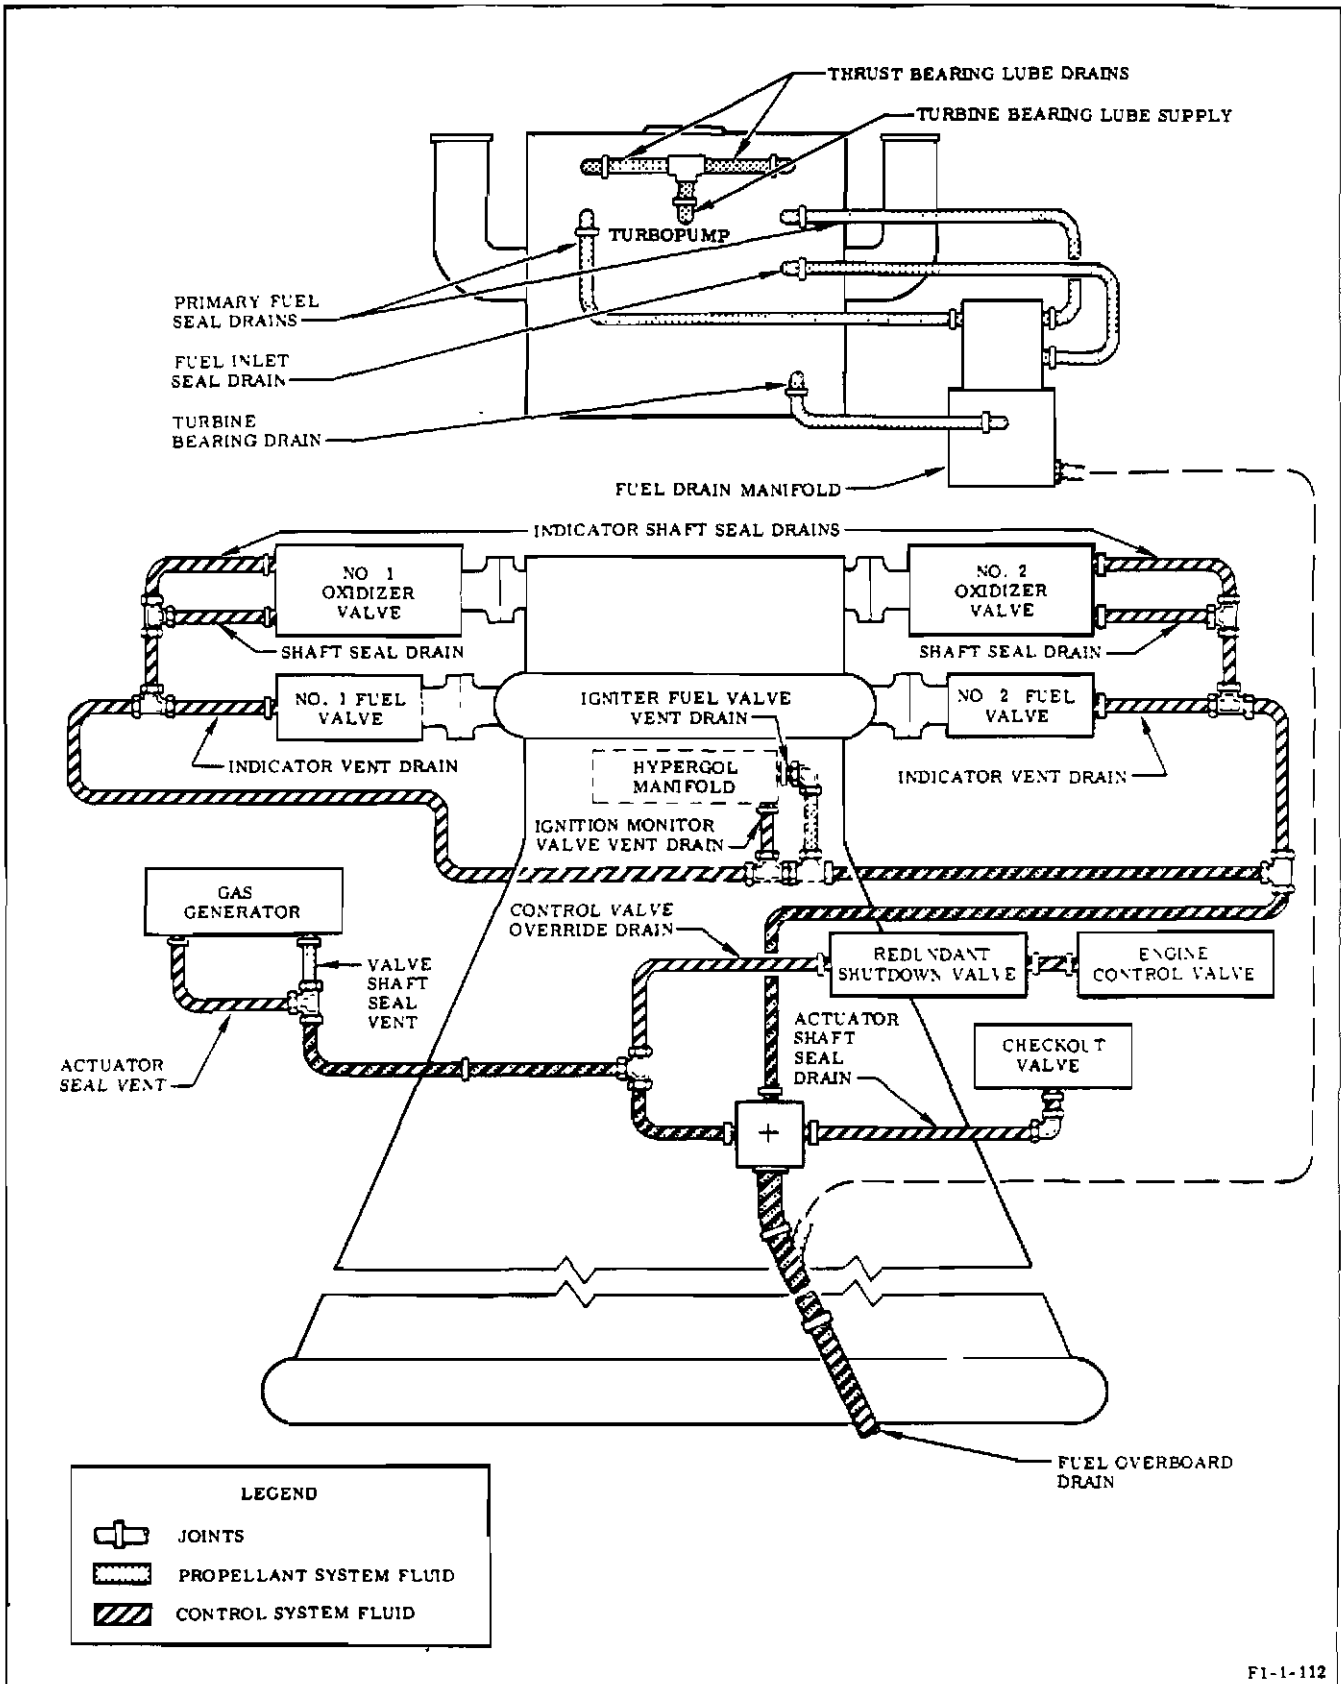 THRUST BEARING LUBE DRAINS
TURBINE BEARING LUBE SUPPLY
TURBOPUMP
PRIMARY FUEL
SEAL DRAINS
FUEL INLET
SEAL DRAIN
TURBINE
BEARING DRAIN
FUEL DRAIN MANIFOLD
INDICATOR SHAFT SEAL DRAINS
NO. 1
OXIDIZER
VALVE
NO. 2
OXIDIZER
VALVE
SHAFT SEAL DRAIN
SHAFT SEAL DRAIN
NO. 1 FUEL
VALVE
IGNITER FUEL VALVE
VENT DRAIN
NO. 2 FUEL
VALVE
INDICATOR VENT DRAIN
HYPERGOL
MANIFOLD
INDICATOR VENT DRAIN
IGNITION MONITOR
VALVE VENT DRAIN
GAS
GENERATOR
CONTROL VALVE
OVERRIDE DRAIN
REDUNDANT
SHUTDOWN VALVE
ENGINE
CONTROL VALVE
VALVE
SHAFT
SEAL
VENT
ACTUATOR
SEAL VENT
ACTUATOR
SHAFT
SEAL
DRAIN
CHECKOUT
VALVE
FUEL OVERBOARD
DRAIN
LEGEND
JOINTS
PROPELLANT SYSTEM FLUID
CONTROL SYSTEM FLUID
F1-1-112